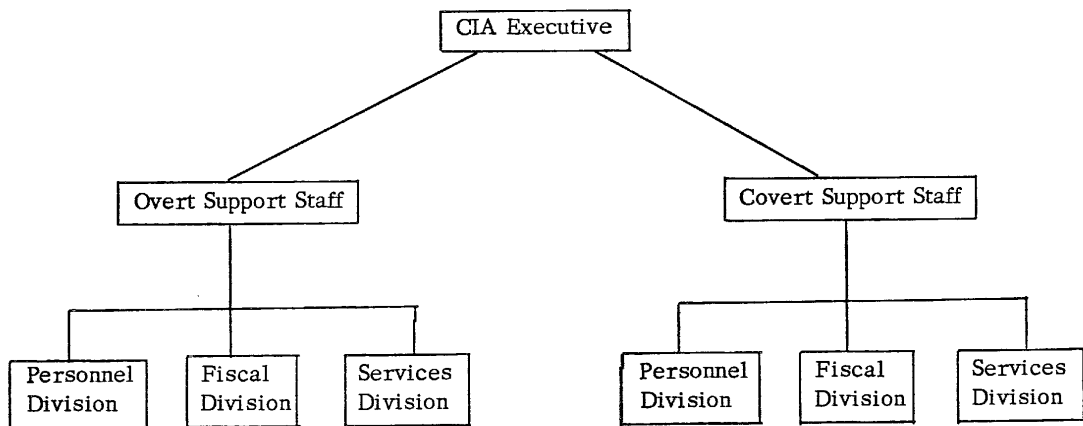 CIA Executive
Overt Support Staff
Covert Support Staff
Personnel
Division
Fiscal
Division
Services
Division
Personnel
Division
Fiscal
Division
Services
Division